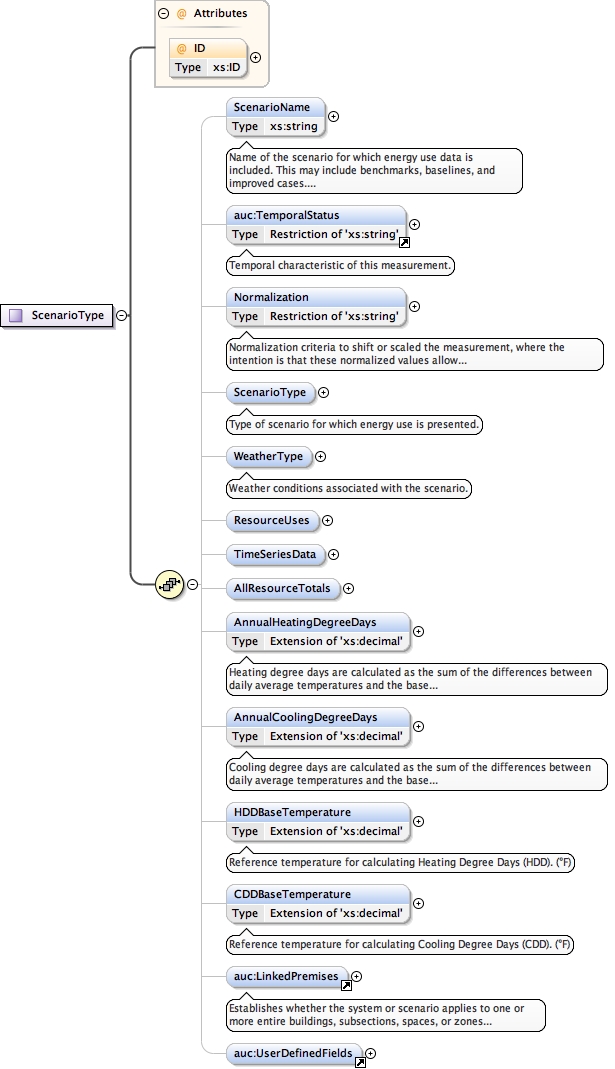 Attributes
@ ID
Type xs:ID
ScenarioName
Type xs:string
Name of the scenario for which energy use data is
included. This may include benchmarks, baselines, and
improved cases....
auc:TemporalStatus
Type Restriction of 'xs:string'
Temporal characteristic of this measurement.
Normalization
Type Restriction of 'xs:string'
Normalization criteria to shift or scaled the measurement, where the
intention is that these normalized values allow...
ScenarioType
ScenarioType
Type of scenario for which energy use is presented.
WeatherType
Weather conditions associated with the scenario.
ResourceUses
TimeSeriesData
AllResourceTotals
AnnualHeatingDegreeDays
Type Extension of 'xs:decimal'
Heating degree days are calculated as the sum of the differences between
daily average temperatures and the base...
AnnualCoolingDegreeDays
Type Extension of 'xs:decimal'
Cooling degree days are calculated as the sum of the differences between
daily average temperatures and the base...
HDDBaseTemperature
Type Extension of 'xs:decimal'
Reference temperature for calculating Heating Degree Days (HDD). (°F)
CDDBaseTemperature
Type Extension of 'xs:decimal'
Reference temperature for calculating Cooling Degree Days (CDD). (°F)
auc:LinkedPremises
Establishes whether the system or scenario applies to one or
more entire buildings, subsections, spaces, or zones...
auc:UserDefinedFields